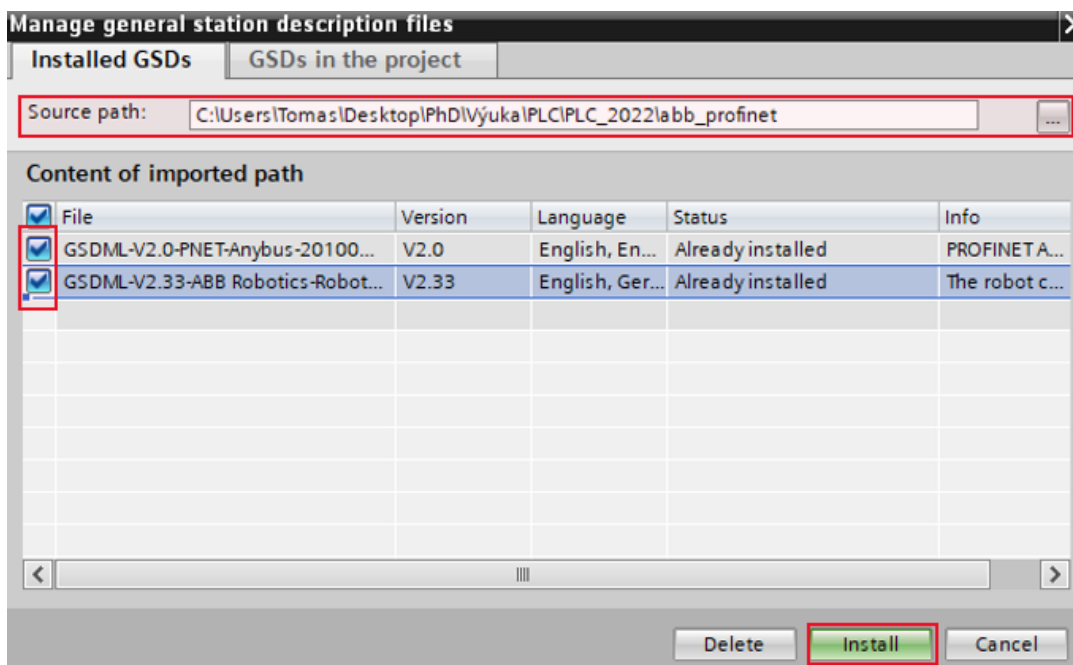 Manage general station description files
Installed GSDs GSDs in the project
Source path: C:\Users\Tomas\Desktop\PhD\Výuka\PLC\PLC_2022\abb_profinet ...
Content of imported path
File Version Language Status Info
GSDML-V2.0-PNET-Anybus-20100... V2.0 English, En... Already installed PROFINET A...
GSDML-V2.33-ABB Robotics-Robot... V2.33 English, Ger... Already installed The robot c...
Delete Install Cancel